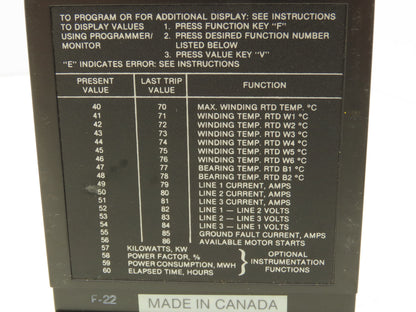 TO PROGRAM OR FOR ADDITIONAL DISPLAY: SEE INSTRUCTIONS
TO DISPLAY VALUES 1. PRESS FUNCTION KEY "F"
USING PROGRAMMER/ 2. PRESS DESIRED FUNCTION NUMBER
MONITOR LISTED BELOW
3. PRESS VALUE KEY "V"
"E" INDICATES ERROR: SEE INSTRUCTIONS
PRESENT VALUE LAST TRIP VALUE FUNCTION
40 70 MAX. WINDING RTD TEMP. °C
41 71 WINDING TEMP. RTD W1 °C
42 72 WINDING TEMP. RTD W2 °C
43 73 WINDING TEMP. RTD W3 °C
44 74 WINDING TEMP. RTD W4 °C
45 75 WINDING TEMP. RTD W5 °C
46 76 WINDING TEMP. RTD W6 °C
47 77 BEARING TEMP. RTD B1 °C
48 78 BEARING TEMP. RTD B2 °C
49 79 LINE 1 CURRENT, AMPS
50 80 LINE 2 CURRENT, AMPS
51 81 LINE 3 CURRENT, AMPS
52 82 LINE 1 — LINE 2 VOLTS
53 83 LINE 2 — LINE 3 VOLTS
54 84 LINE 3 — LINE 1 VOLTS
55 85 GROUND FAULT CURRENT, AMPS
56 86 AVAILABLE MOTOR STARTS
57 KILOWATTS, KW
58 POWER FACTOR, %
59 POWER CONSUMPTION, MWH
60 ELAPSED TIME, HOURS
OPTIONAL
INSTRUMENTATION
FUNCTIONS
F-22
MADE IN CANADA